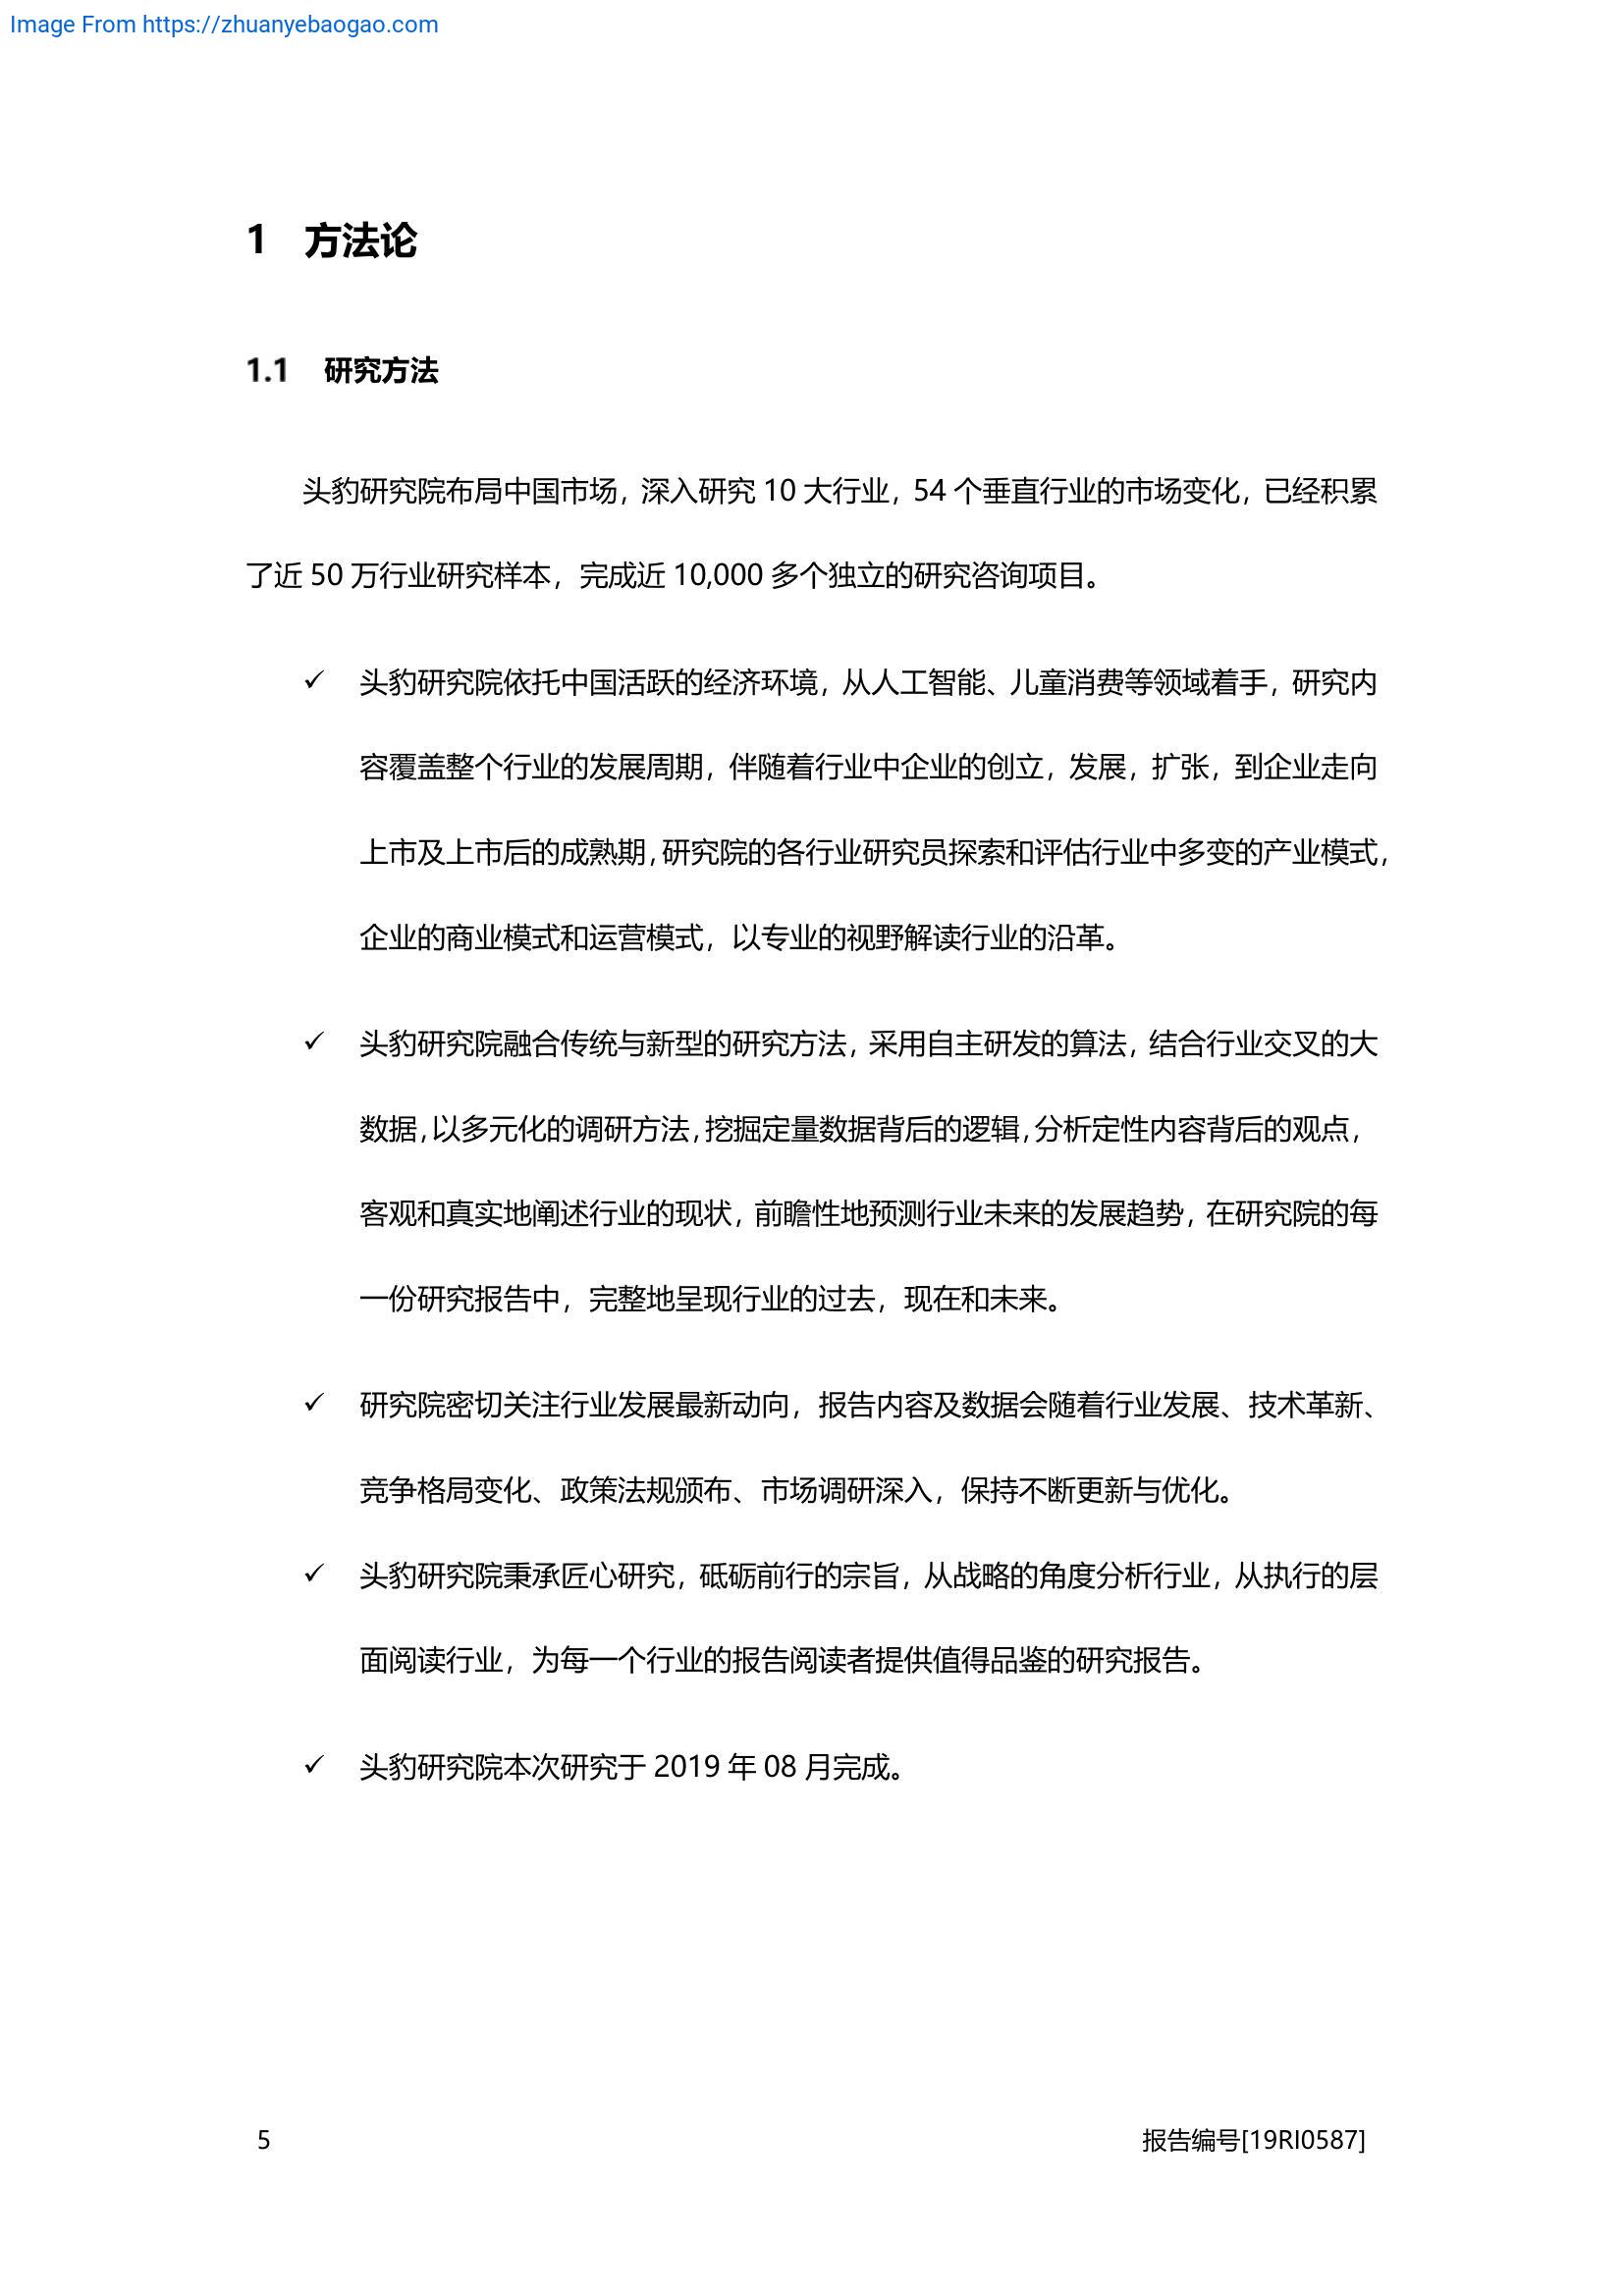 Image From https://zhuanyebaogao.com
1 方法论
1.1 研究方法
头豹研究院布局中国市场，深入研究 10 大行业，54 个垂直行业的市场变化，已经积累
了近 50 万行业研究样本，完成近 10,000 多个独立的研究咨询项目。
✓ 头豹研究院依托中国活跃的经济环境，从人工智能、儿童消费等领域着手，研究内
容覆盖整个行业的发展周期，伴随着行业中企业的创立，发展，扩张，到企业走向
上市及上市后的成熟期，研究院的各行业研究员探索和评估行业中多变的产业模式，
企业的商业模式和运营模式，以专业的视野解读行业的沿革。
✓ 头豹研究院融合传统与新型的研究方法，采用自主研发的算法，结合行业交叉的大
数据，以多元化的调研方法，挖掘定量数据背后的逻辑，分析定性内容背后的观点，
客观和真实地阐述行业的现状，前瞻性地预测行业未来的发展趋势，在研究院的每
一份研究报告中，完整地呈现行业的过去，现在和未来。
✓ 研究院密切关注行业发展最新动向，报告内容及数据会随着行业发展、技术革新、
竞争格局变化、政策法规颁布、市场调研深入，保持不断更新与优化。
✓ 头豹研究院秉承匠心研究，砥砺前行的宗旨，从战略的角度分析行业，从执行的层
面阅读行业，为每一个行业的报告阅读者提供值得品鉴的研究报告。
✓ 头豹研究院本次研究于 2019 年 08 月完成。
5 报告编号[19RI0587]